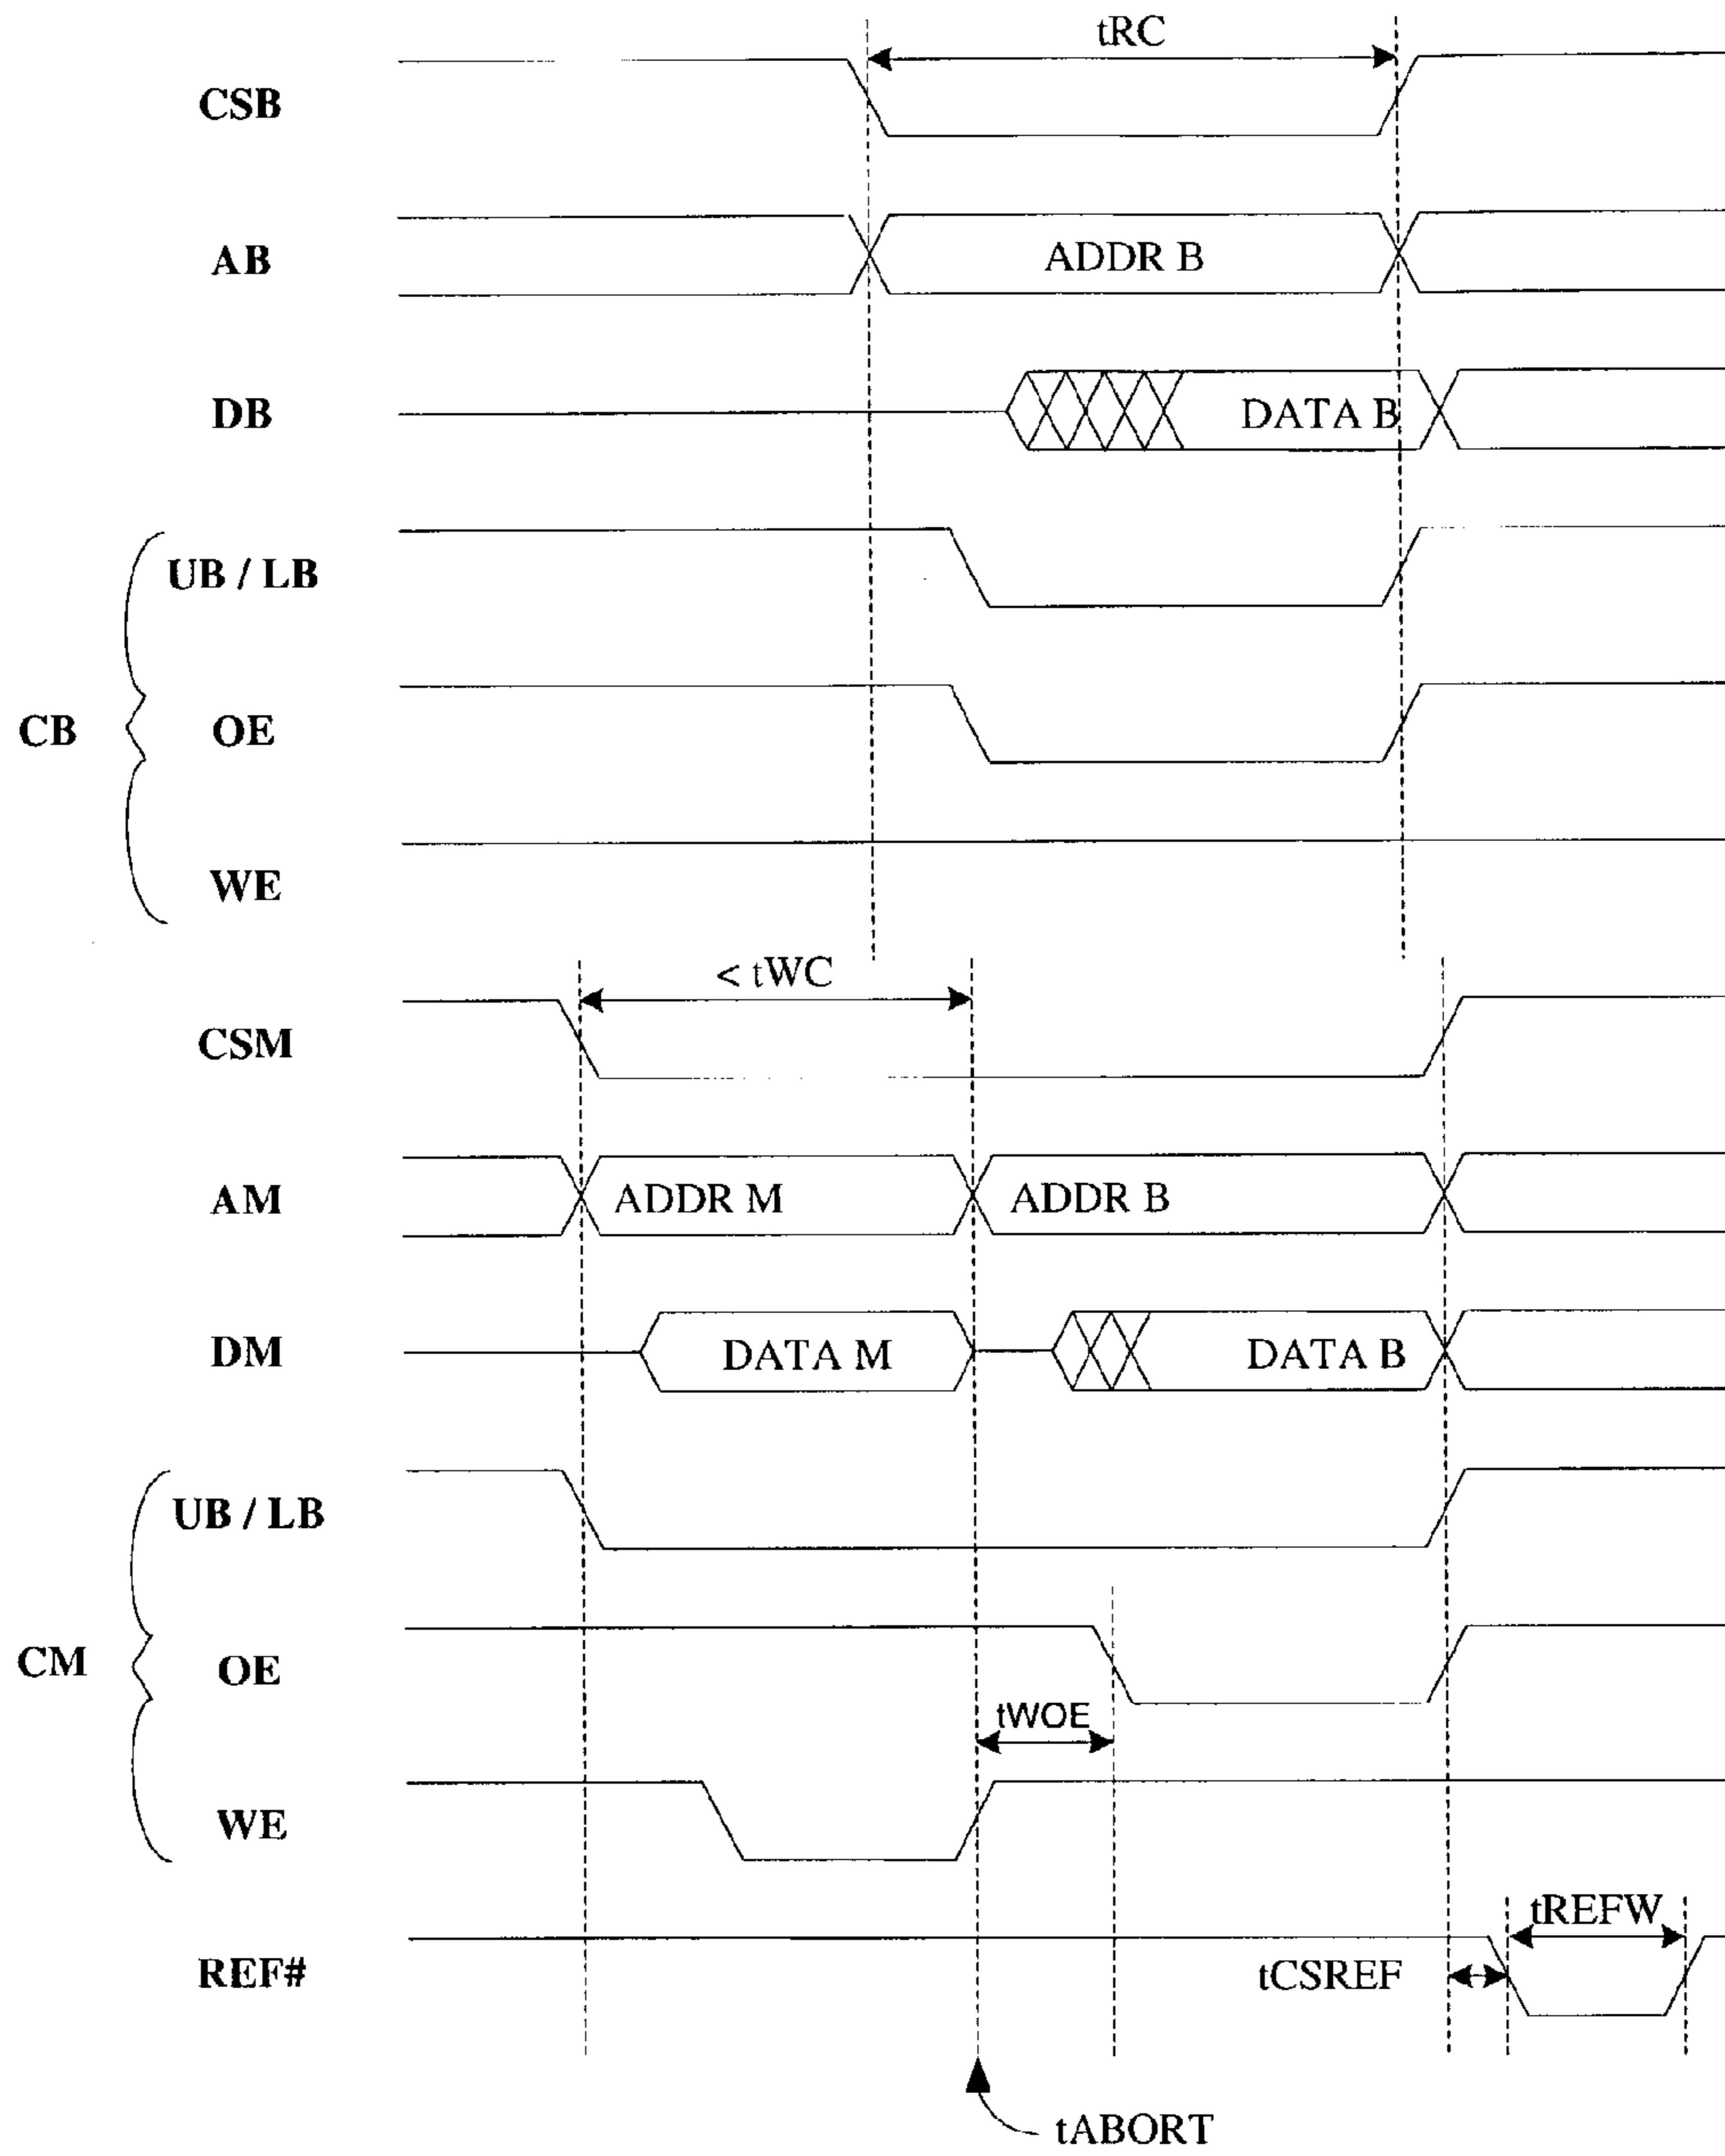 tRC
CSB
AB
ADDR B
DB
DATA B
UB / LB
CB
OE
WE
< tWC
CSM
AM
ADDR M
ADDR B
DM
DATA M
DATA B
UB / LB
CM
OE
tWOE
WE
tREFW
REF#
tCSREF
tABORT